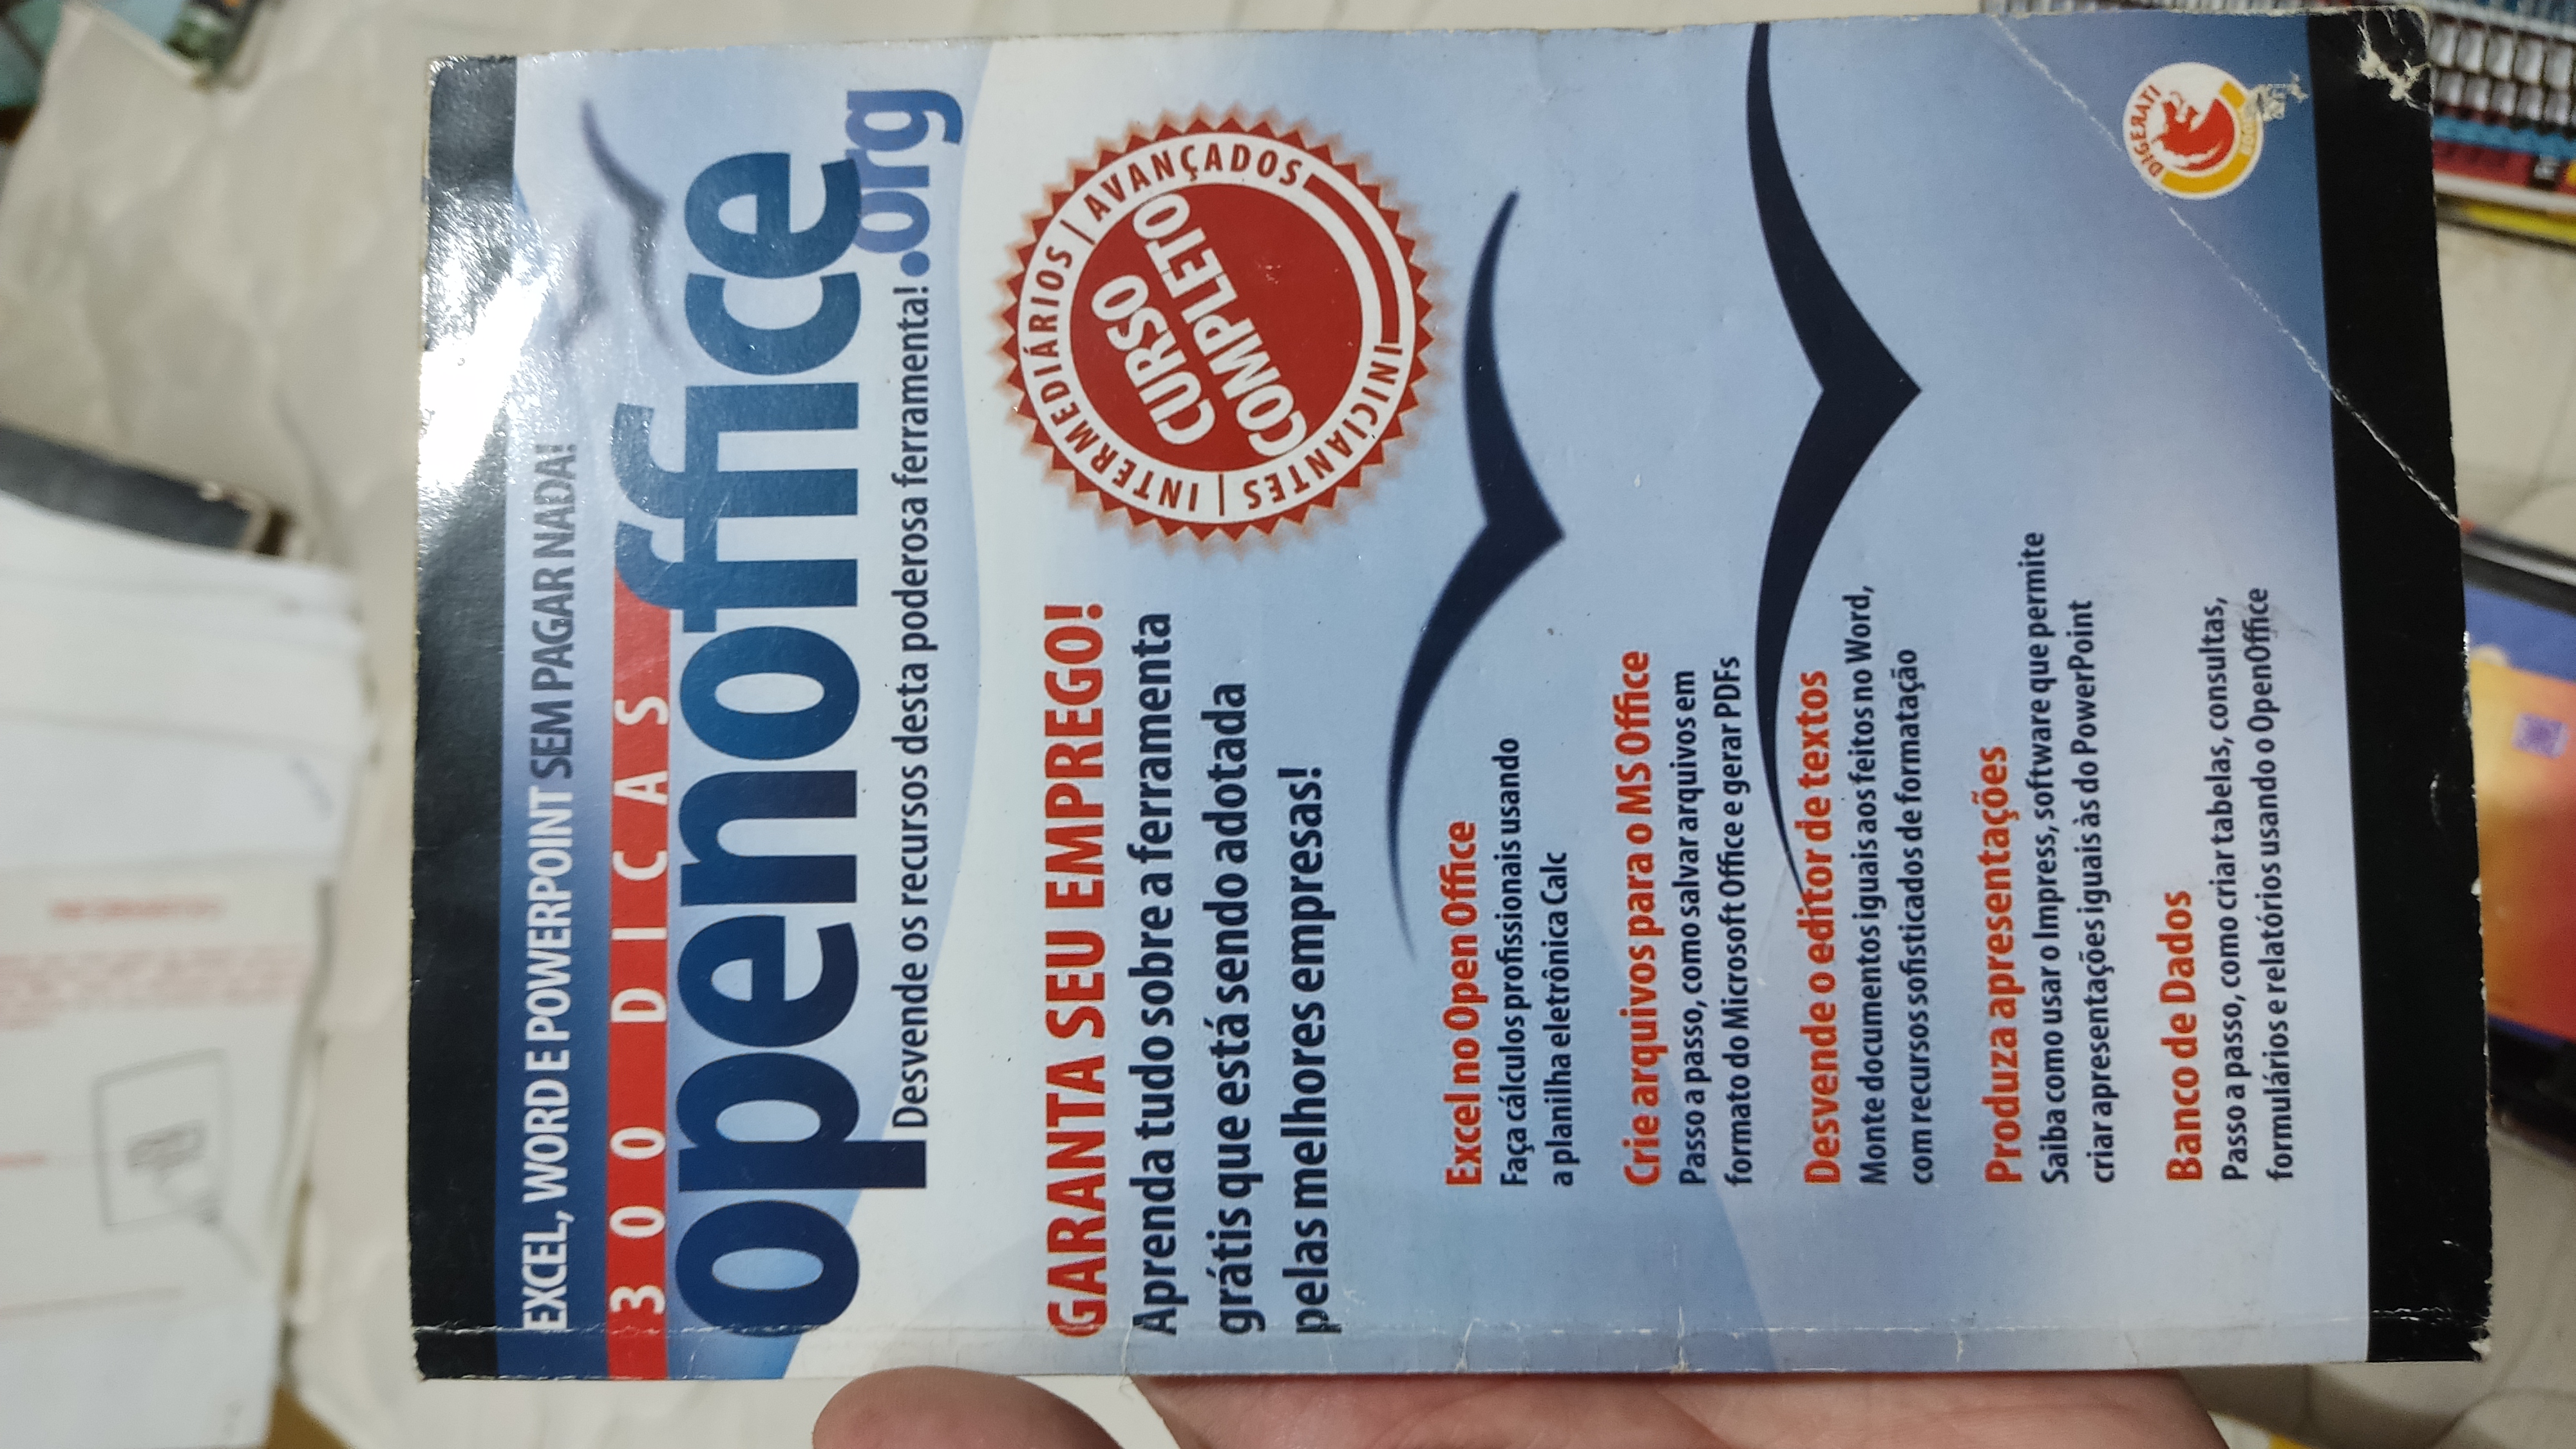 EXCEL, WORD E POWERPOINT SEM PAGAR NADA!
300 DICAS
openoffice
.org
Desvende os recursos desta poderosa ferramenta!
GARANTA SEU EMPREGO!
Aprenda tudo sobre a ferramenta
grátis que está sendo adotada
pelas melhores empresas!
INICIANTES | INTERMEDIÁRIOS | AVANÇADOS
CURSO
COMPLETO
Excel no Open Office
Faça cálculos profissionais usando
a planilha eletrônica Calc
Crie arquivos para o MS Office
Passo a passo, como salvar arquivos em
formato do Microsoft Office e gerar PDFs
Desvende o editor de textos
Monte documentos iguais aos feitos no Word,
com recursos sofisticados de formatação
Produza apresentações
Saiba como usar o Impress, software que permite
criar apresentações iguais às do PowerPoint
Banco de Dados
Passo a passo, como criar tabelas, consultas,
formulários e relatórios usando o OpenOffice
DIGERATI
BOOKS